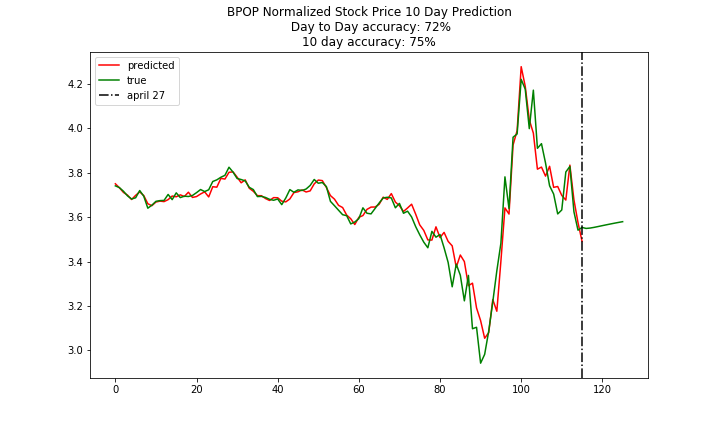 BPOP Normalized Stock Price 10 Day Prediction
Day to Day accuracy: 72%
10 day accuracy: 75%
predicted
true
april 27
4.2
4.0
3.8
3.6
3.4
3.2
3.0
0 20 40 60 80 100 120